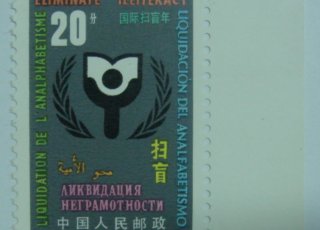 ELIMINATE ILLITERACY
20分
国际扫盲年
LIQUIDATION DE L'ANALPHABETISME
LIQUIDACIÓN DEL ANALFABETISMO
محو الأمية
扫盲
ЛИКВИДАЦИЯ
НЕГРАМОТНОСТИ
中国人民邮政